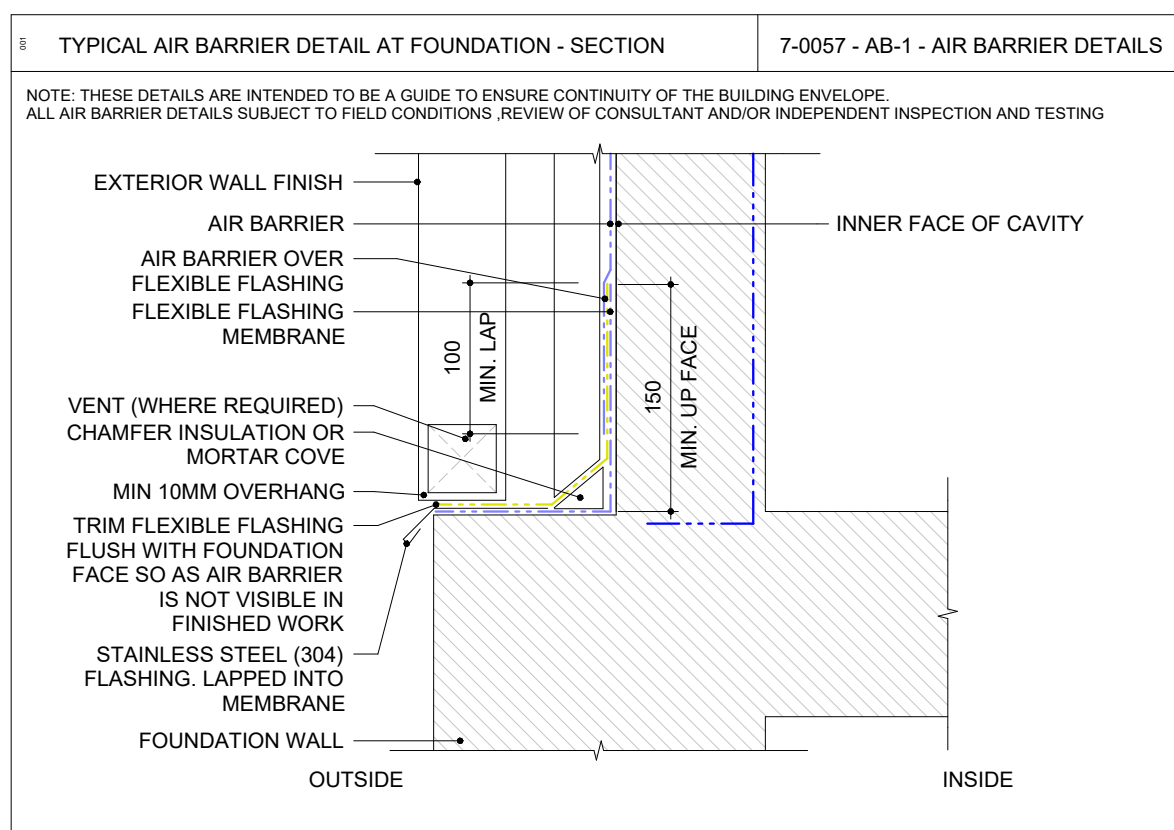 001
TYPICAL AIR BARRIER DETAIL AT FOUNDATION - SECTION
7-0057 - AB-1 - AIR BARRIER DETAILS
NOTE: THESE DETAILS ARE INTENDED TO BE A GUIDE TO ENSURE CONTINUITY OF THE BUILDING ENVELOPE.
ALL AIR BARRIER DETAILS SUBJECT TO FIELD CONDITIONS ,REVIEW OF CONSULTANT AND/OR INDEPENDENT INSPECTION AND TESTING
EXTERIOR WALL FINISH
AIR BARRIER
INNER FACE OF CAVITY
AIR BARRIER OVER
FLEXIBLE FLASHING
FLEXIBLE FLASHING
MEMBRANE
100
MIN. LAP
150
MIN. UP FACE
VENT (WHERE REQUIRED)
CHAMFER INSULATION OR
MORTAR COVE
MIN 10MM OVERHANG
TRIM FLEXIBLE FLASHING
FLUSH WITH FOUNDATION
FACE SO AS AIR BARRIER
IS NOT VISIBLE IN
FINISHED WORK
STAINLESS STEEL (304)
FLASHING. LAPPED INTO
MEMBRANE
FOUNDATION WALL
OUTSIDE
INSIDE